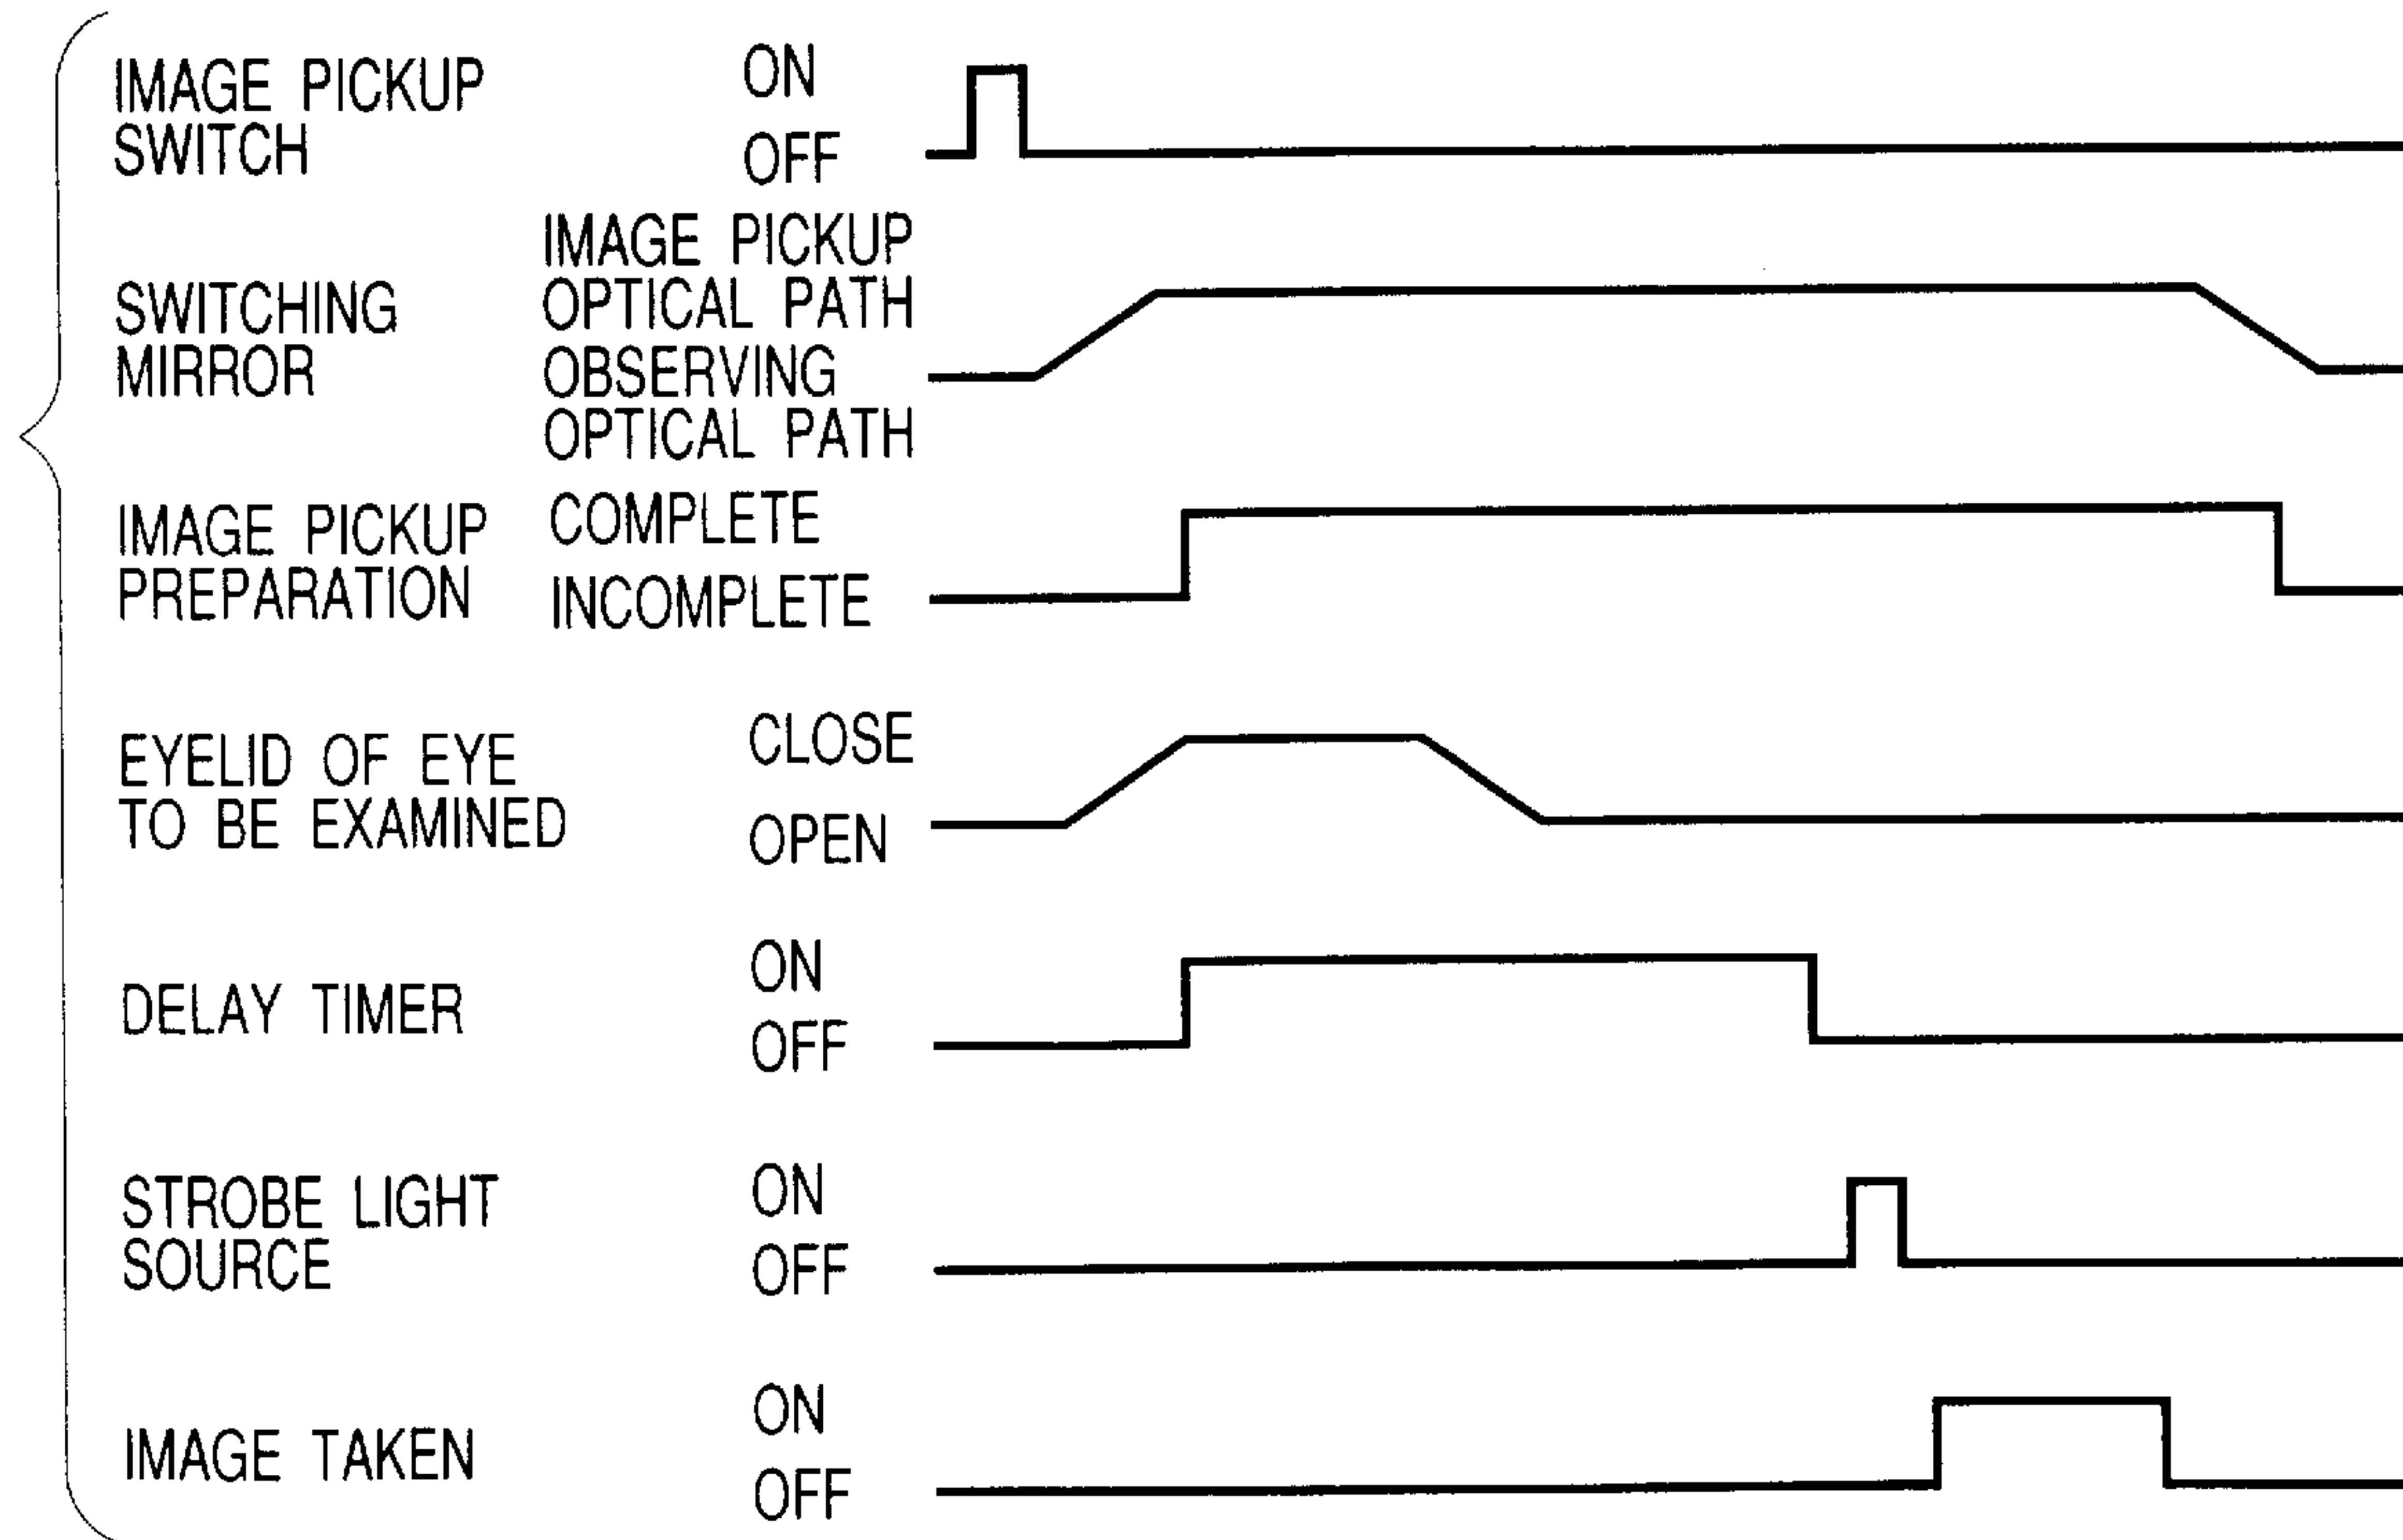 IMAGE PICKUP
SWITCH
ON
OFF
SWITCHING
MIRROR
IMAGE PICKUP
OPTICAL PATH
OBSERVING
OPTICAL PATH
IMAGE PICKUP
PREPARATION
COMPLETE
INCOMPLETE
EYELID OF EYE
TO BE EXAMINED
CLOSE
OPEN
DELAY TIMER
ON
OFF
STROBE LIGHT
SOURCE
ON
OFF
IMAGE TAKEN
ON
OFF